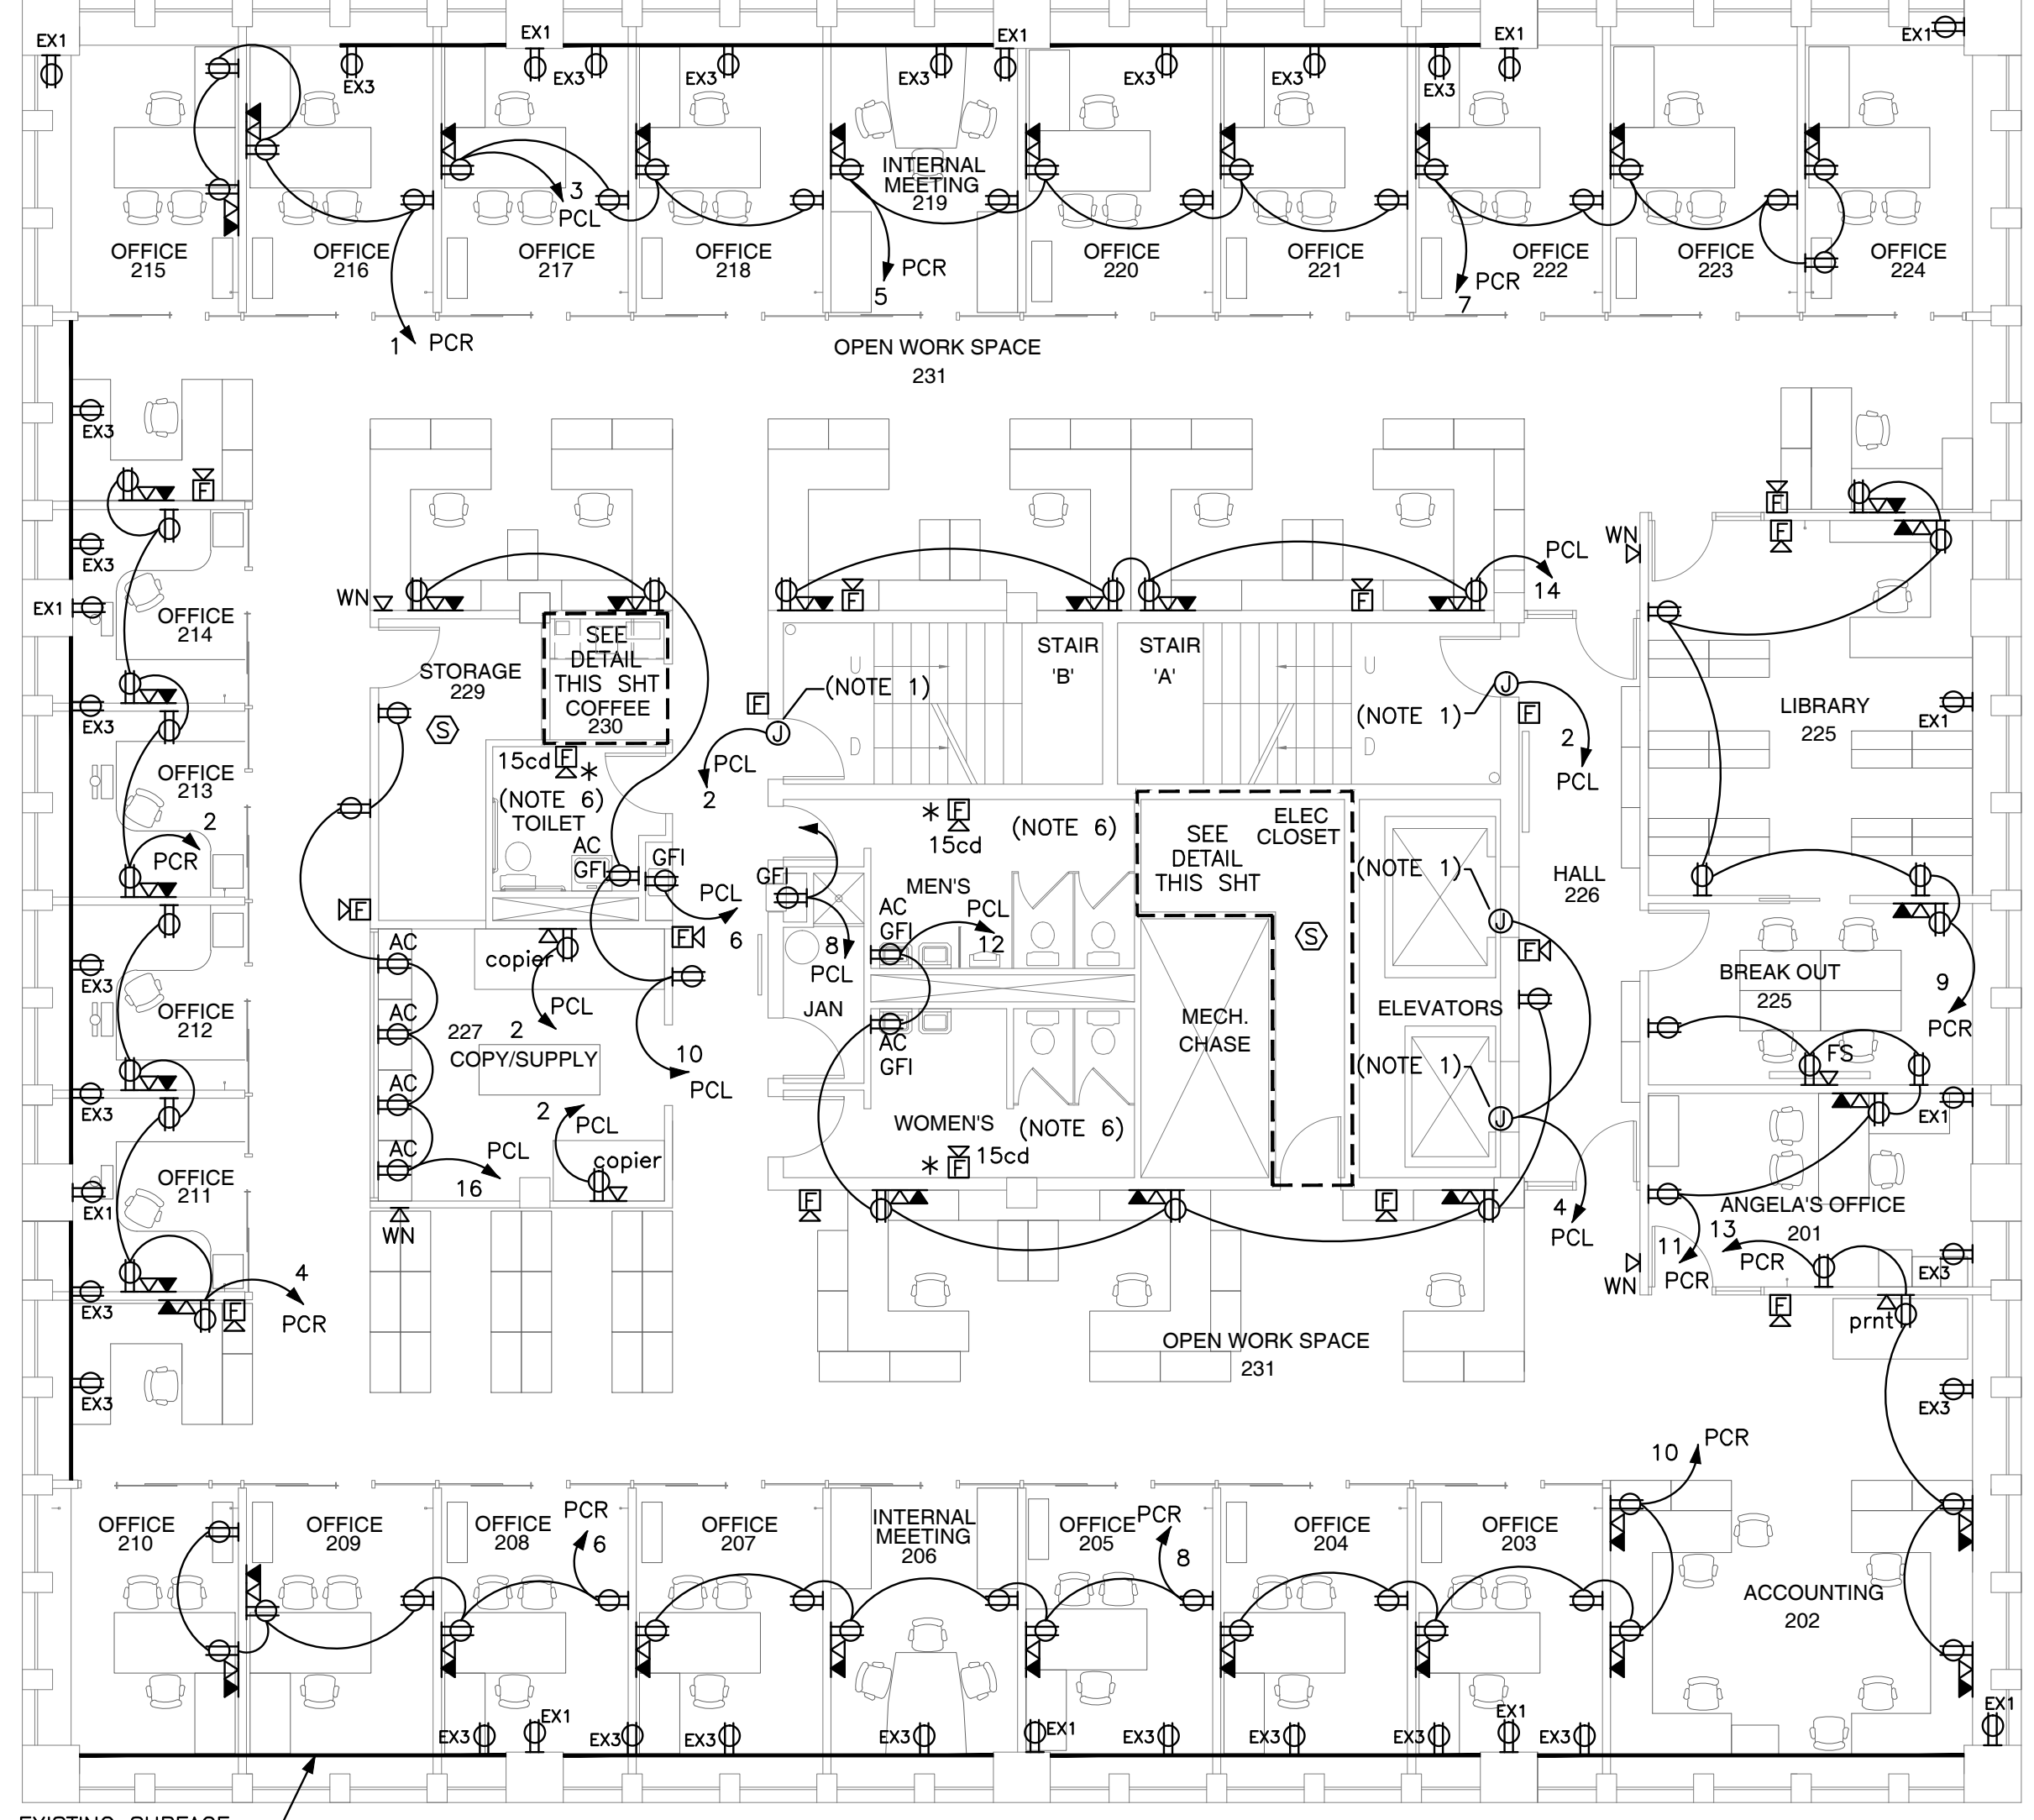 EX1
EX1
EX1
EX1
EX1
EX3
EX3
EX3
EX3
EX3
EX3
EX3
INTERNAL
MEETING
219
3
PCL
OFFICE
215
OFFICE
216
OFFICE
217
OFFICE
218
PCR
5
OFFICE
220
OFFICE
221
PCR
7
OFFICE
222
OFFICE
223
OFFICE
224
1 PCR
OPEN WORK SPACE
231
EX3
F
F
WN
F
EX3
PCL
14
EX1
WN
F
F
OFFICE
214
SEE
DETAIL
THIS SHT
COFFEE
230
STORAGE
229
STAIR
'B'
STAIR
'A'
U
U
D
D
(NOTE 1)
(NOTE 1)
F
F
J
J
LIBRARY
225
EX1
EX3
S
2
PCL
PCL
2
OFFICE
213
15cd
F
*
(NOTE 6)
TOILET
2
PCR
AC
GFI
GFI
GFI
* F
15cd
(NOTE 6)
SEE
DETAIL
THIS SHT
ELEC
CLOSET
(NOTE 1)
HALL
226
MEN'S
PCL
6
F
F
AC
GFI
PCL
12
8
PCL
S
J
F
AC
copier
EX3
OFFICE
212
AC
PCL
2
227
COPY/SUPPLY
JAN
MECH.
CHASE
ELEVATORS
BREAK OUT
225
9
PCR
AC
GFI
10
PCL
FS
(NOTE 1)
J
EX3
AC
2
PCL
EX1
WOMEN'S
(NOTE 6)
AC
PCL
16
copier
* F
15cd
OFFICE
211
EX1
WN
F
F
4
PCL
ANGELA'S OFFICE
201
11
PCR
13
PCR
WN
EX3
4
PCR
EX3
F
F
prnt
OPEN WORK SPACE
231
EX3
EX3
10 PCR
OFFICE
210
OFFICE
209
OFFICE
208
PCR
6
OFFICE
207
INTERNAL
MEETING
206
OFFICE
205
PCR
8
OFFICE
204
OFFICE
203
ACCOUNTING
202
EX3
EX1
EX3
EX3
EX3
EX1
EX3
EX3
EX3
EX1
EX3
EX1
EXISTING SURFACE